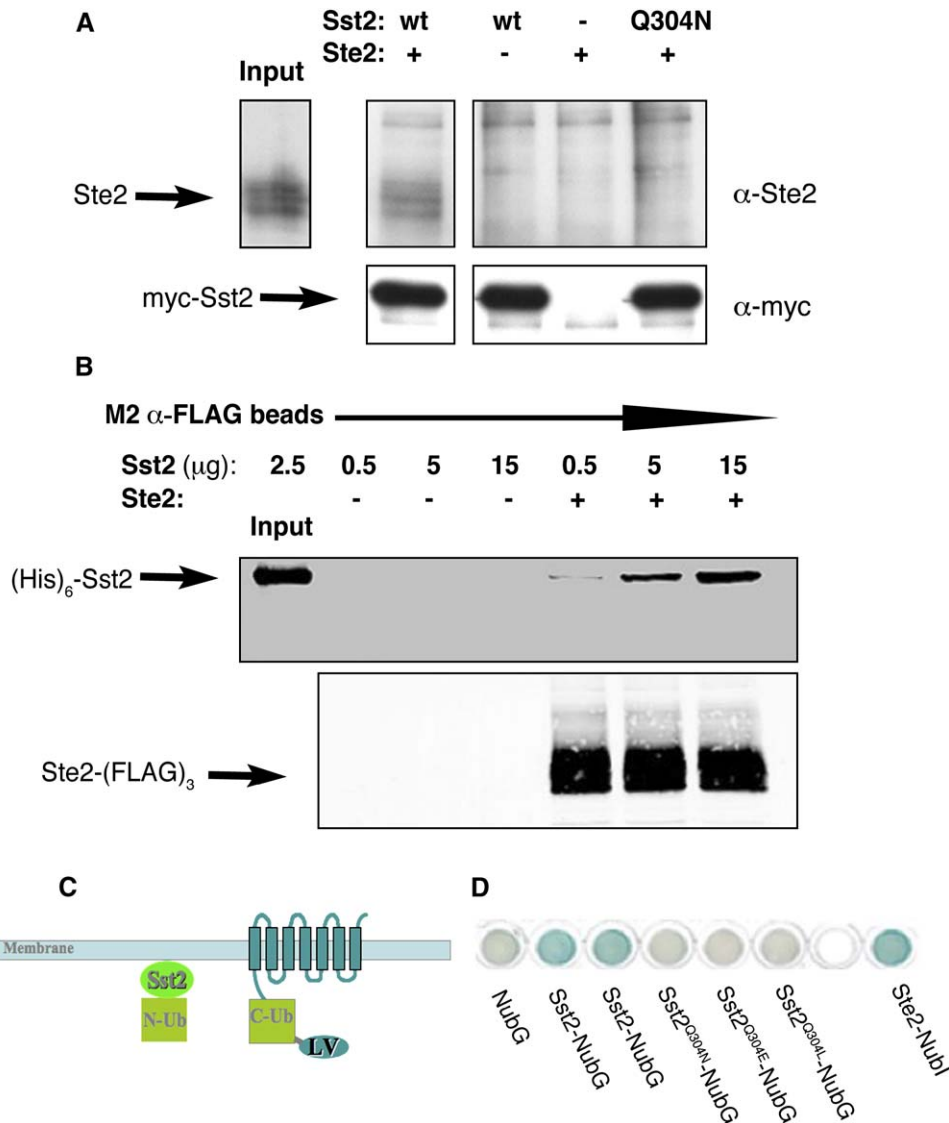 A
Sst2: wt wt - Q304N
Ste2: + - + +
Input
Ste2
α-Ste2
myc-Sst2
α-myc
B
M2 α-FLAG beads
Sst2 (μg): 2.5 0.5 5 15 0.5 5 15
Ste2: - - - + + +
Input
(His)6-Sst2
Ste2-(FLAG)3
C
Membrane
Sst2
N-Ub
C-Ub
LV
D
NubG
Sst2-NubG
Sst2-NubG
Sst2Q304N-NubG
Sst2Q304E-NubG
Sst2Q304L-NubG
Ste2-NubI